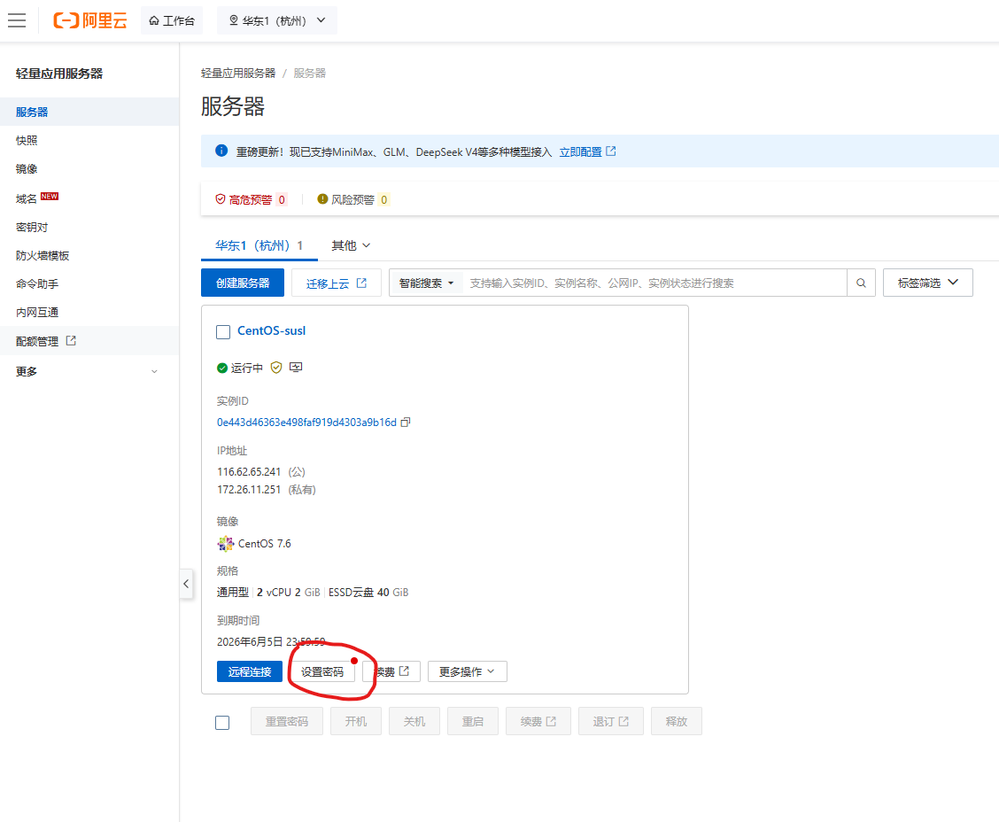 阿里云 工作台 华东1（杭州）
轻量应用服务器
服务器
快照
镜像
域名 NEW
密钥对
防火墙模板
命令助手
内网互通
配额管理
更多
轻量应用服务器 / 服务器
服务器
重磅更新！现已支持MiniMax、GLM、DeepSeek V4等多种模型接入 立即配置
高危预警 0 风险预警 0
华东1（杭州） 1 其他
创建服务器 迁移上云 智能搜索 支持输入实例ID、实例名称、公网IP、实例状态进行搜索 标签筛选
CentOS-susl
运行中
实例ID
0e443d46363e498faf919d4303a9b16d
IP地址
116.62.65.241 (公)
172.26.11.251 (私有)
镜像
CentOS 7.6
规格
通用型 2 vCPU 2 GiB ESSD云盘 40 GiB
到期时间
2026年6月5日 23:59:59
远程连接 设置密码 续费 更多操作
重置密码 开机 关机 重启 续费 退订 释放